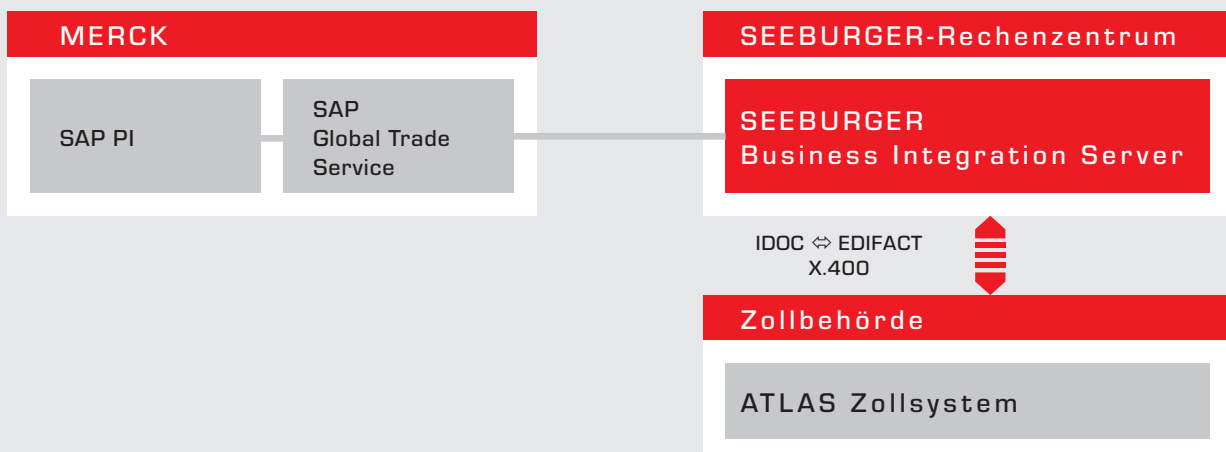 MERCK
SAP PI
SAP
Global Trade
Service
SEEBURGER-Rechenzentrum
SEEBURGER
Business Integration Server
IDOC ⇔ EDIFACT
X.400
Zollbehörde
ATLAS Zollsystem